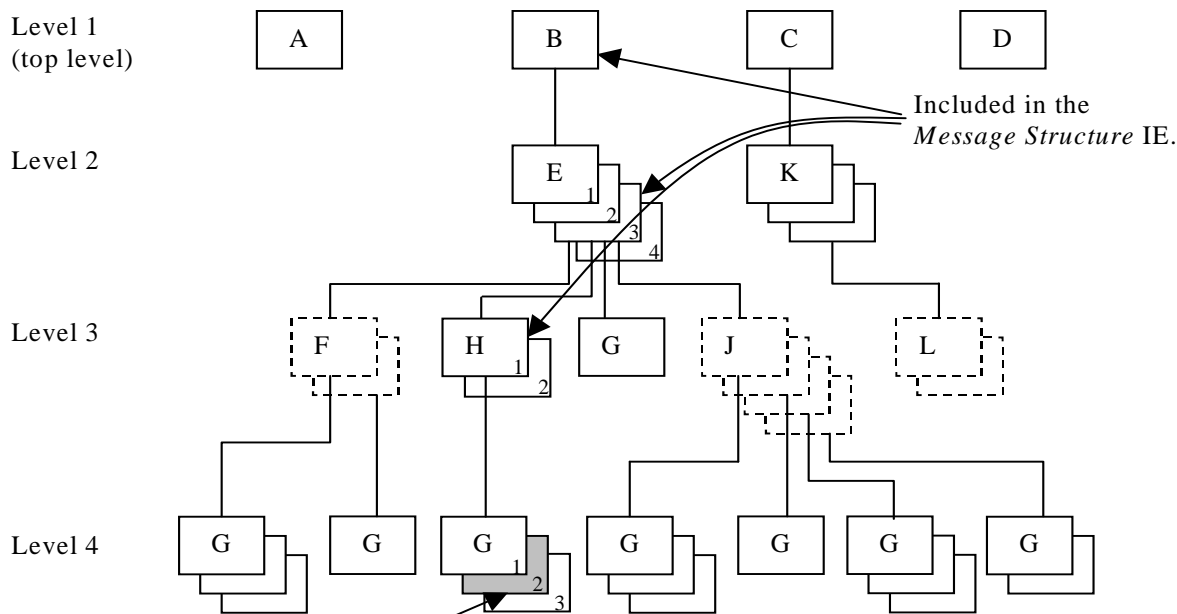 Level 1
(top level)
A
B
C
D
Included in the
Message Structure IE.
Level 2
E
1
2
3
4
K
Level 3
F
H
1
2
G
J
L
Level 4
G
G
G
1
2
3
G
G
G
G